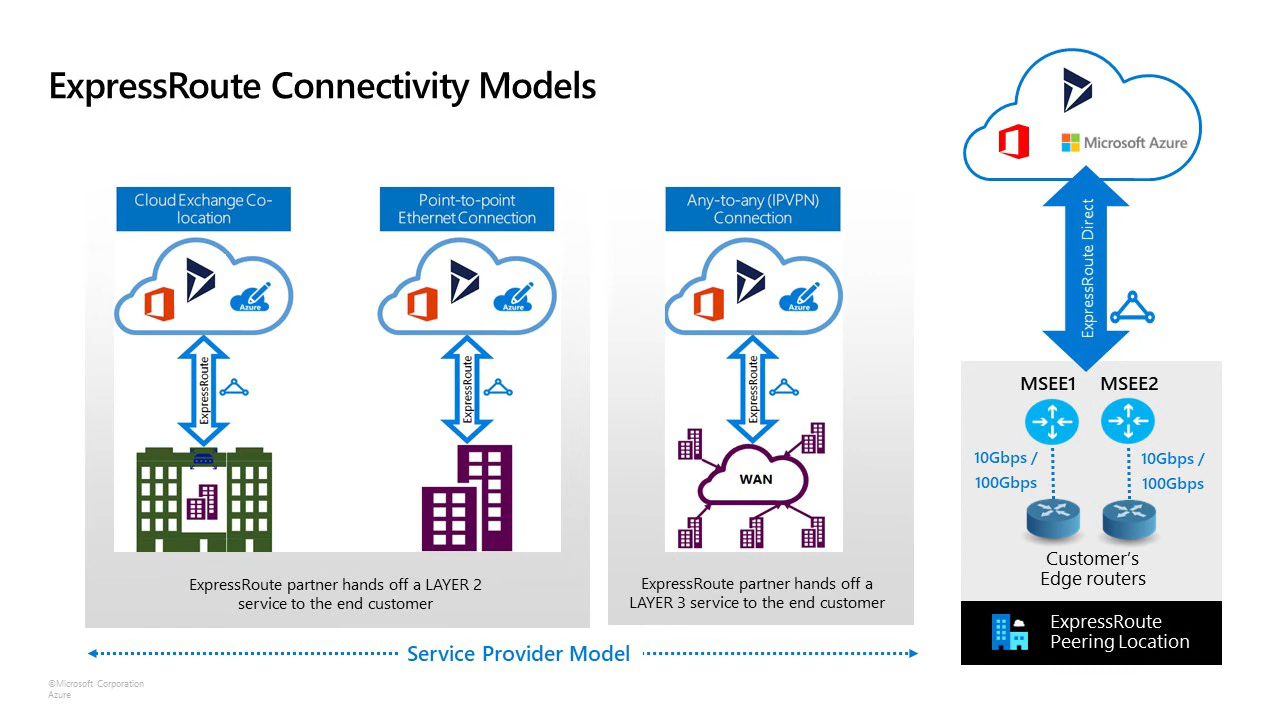 ExpressRoute Connectivity Models
Cloud Exchange Co-
location
Azure
ExpressRoute
Point-to-point
Ethernet Connection
Azure
ExpressRoute
ExpressRoute partner hands off a LAYER 2
service to the end customer
Any-to-any (IPVPN)
Connection
Azure
ExpressRoute
WAN
ExpressRoute partner hands off a
LAYER 3 service to the end customer
Service Provider Model
Microsoft Azure
ExpressRoute Direct
MSEE1
MSEE2
10Gbps /
100Gbps
10Gbps /
100Gbps
Customer's
Edge routers
ExpressRoute
Peering Location
©Microsoft Corporation
Azure